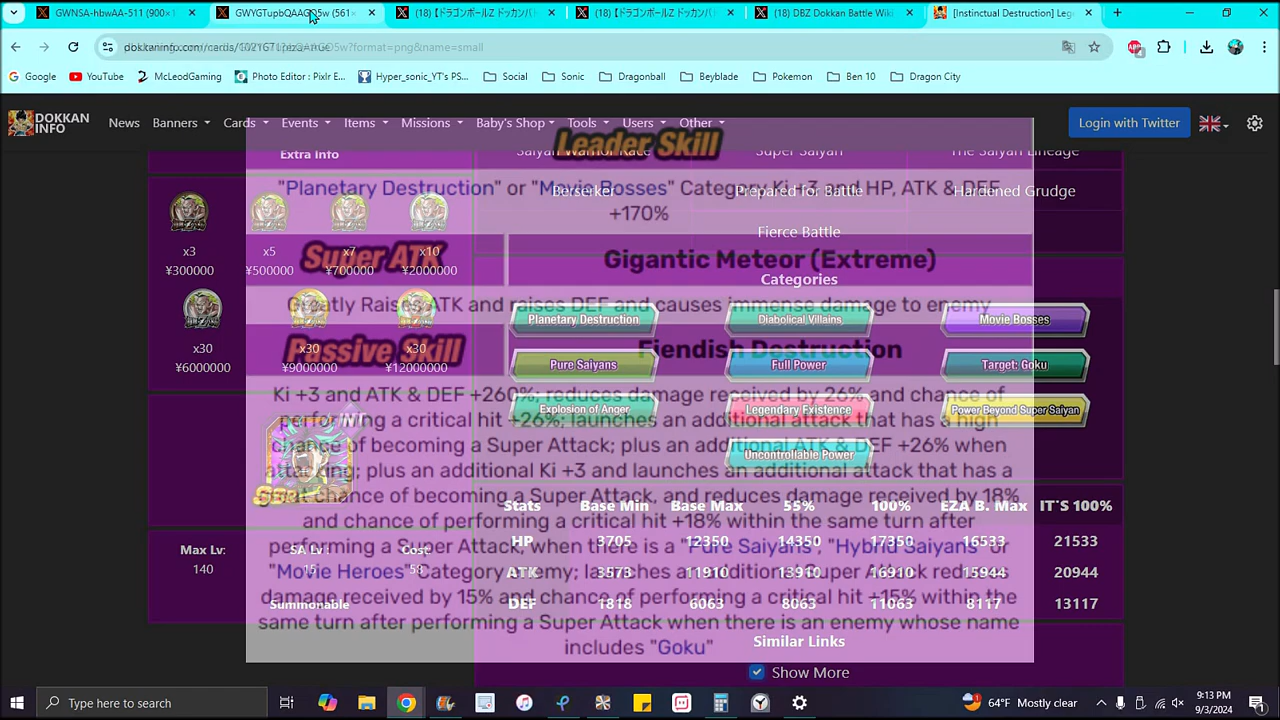 GWNSA-hbwAA-511 (900×
GWYGTupbQAAGQ5w (561×
(18) 【ドラゴンボールZ ドッカンバ
(18) 【ドラゴンボールZ ドッカンバ
(18) DBZ Dokkan Battle Wiki
[Instinctual Destruction] Leg
?format=png&name=small
Google
YouTube
McLeodGaming
Photo Editor : Pixlr E...
Hyper_sonic_YT's PS...
Social
Sonic
Dragonball
Beyblade
Pokemon
Ben 10
Dragon City
DOKKAN
INFO
News
Banners
Cards
Events
Items
Missions
Baby's Shop
Tools
Users
Other
Login with Twitter
Extra Info
Saiyan Warrior Race
Super Saiyan
The Saiyan Lineage
Berserker
Prepared for Battle
Hardened Grudge
Fierce Battle
x3
x5
x7
x10
¥300000
¥500000
¥700000
¥2000000
x30
x30
x30
¥6000000
¥9000000
¥12000000
Leader Skill
"Planetary Destruction" or "Movie Bosses" Category Ki +3 and HP, ATK & DEF
+170%
Super ATK
Gigantic Meteor (Extreme)
Greatly Raises ATK and raises DEF and causes immense damage to enemy
Passive Skill
Fiendish Destruction
Ki +3 and ATK & DEF +260%; reduces damage received by 26% and chance of
performing a critical hit +26%; launches an additional attack that has a high
chance of becoming a Super Attack; plus an additional ATK & DEF +26% when
attacking; plus an additional Ki +3 and launches an additional attack that has a
great chance of becoming a Super Attack, and reduces damage received by 18%
and chance of performing a critical hit +18% within the same turn after
performing a Super Attack, when there is a "Pure Saiyans", "Hybrid Saiyans" or
"Movie Heroes" Category enemy; launches an additional Super Attack reduces
damage received by 15% and chance of performing a critical hit +15% within the
same turn after performing a Super Attack when there is an enemy whose name
includes "Goku"
Categories
Planetary Destruction
Diabolical Villains
Movie Bosses
Pure Saiyans
Full Power
Target: Goku
Explosion of Anger
Legendary Existence
Power Beyond Super Saiyan
Uncontrollable Power
Max Lv:
SA Lv:
Cost:
140
15
58
Summonable
Stats
Base Min
Base Max
55%
100%
EZA B. Max
IT'S 100%
HP
3705
12350
14350
17350
16533
21533
ATK
3573
11910
13910
16910
15944
20944
DEF
1818
6063
8063
11063
8117
13117
Similar Links
Show More
Type here to search
64°F Mostly clear
9:13 PM
9/3/2024